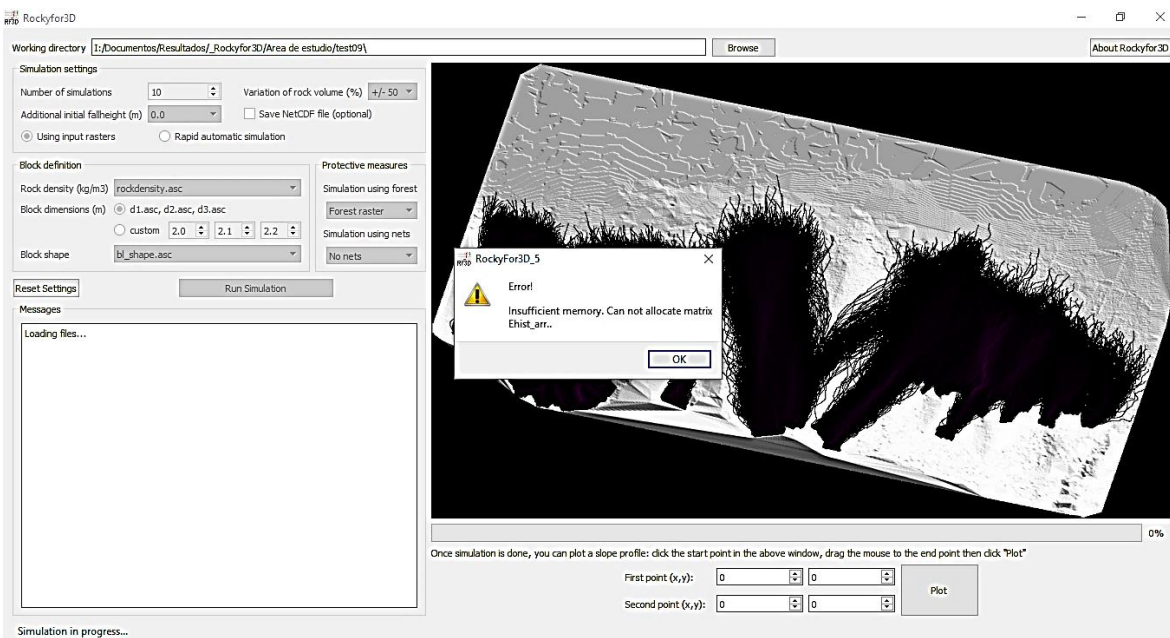 Rockyfor3D
Working directory I:/Documentos/Resultados/_Rockyfor3D/Area de estudio/test09\ Browse About Rockyfor3D
Simulation settings
Number of simulations 10 Variation of rock volume (%) +/- 50
Additional initial fallheight (m) 0.0 Save NetCDF file (optional)
Using input rasters Rapid automatic simulation
Block definition Protective measures
Rock density (kg/m3) rockdensity.asc Simulation using forest
Block dimensions (m) d1.asc, d2.asc, d3.asc Forest raster
custom 2.0 2.1 2.2 Simulation using nets
Block shape bl_shape.asc No nets
Reset Settings Run Simulation
Messages
Loading files...
RF3D RockyFor3D_5
Error!
Insufficient memory. Can not allocate matrix
Ehist_arr..
OK
0%
Once simulation is done, you can plot a slope profile: click the start point in the above window, drag the mouse to the end point then click "Plot"
First point (x,y): 0 0
Plot
Second point (x,y): 0 0
Simulation in progress...